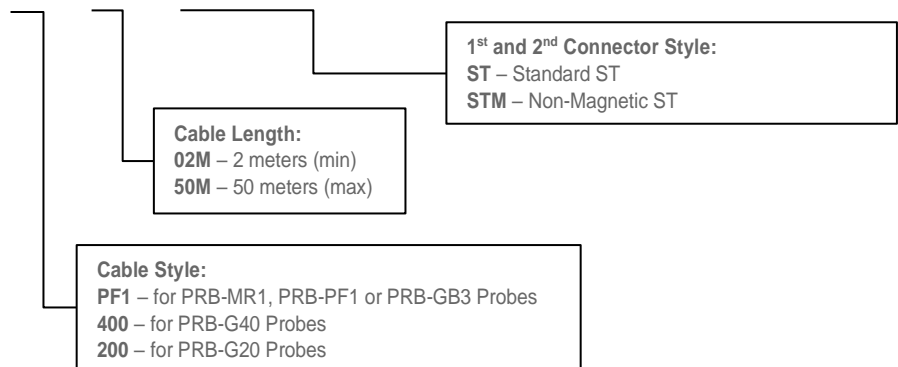 1st and 2nd Connector Style:
ST – Standard ST
STM – Non-Magnetic ST
Cable Length:
02M – 2 meters (min)
50M – 50 meters (max)
Cable Style:
PF1 – for PRB-MR1, PRB-PF1 or PRB-GB3 Probes
400 – for PRB-G40 Probes
200 – for PRB-G20 Probes